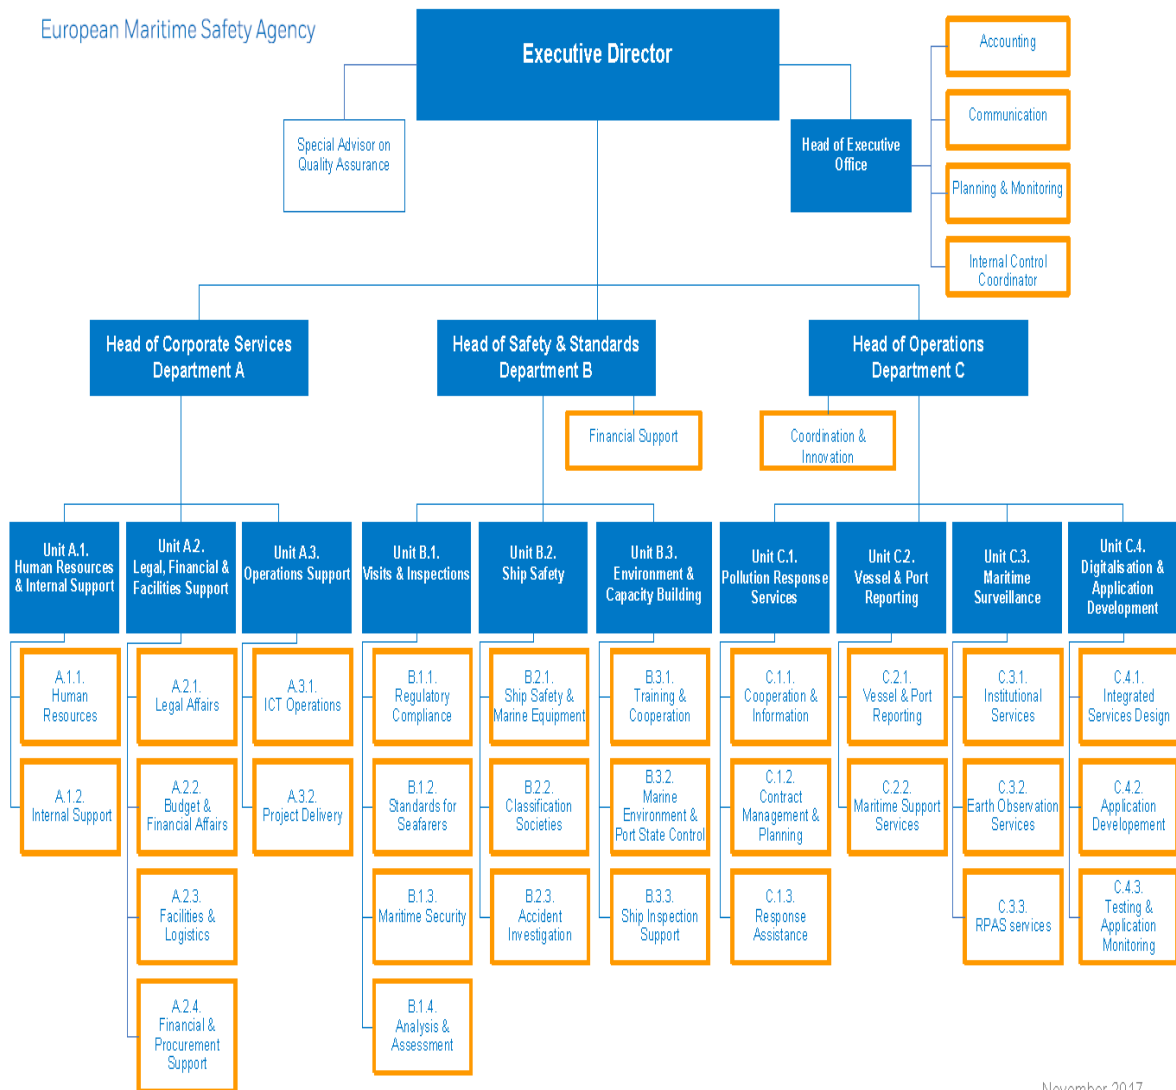 European Maritime Safety Agency
Executive Director
Accounting
Communication
Planning & Monitoring
Internal Control
Coordinator
Special Advisor on
Quality Assurance
Head of Executive
Office
Head of Corporate Services
Department A
Head of Safety & Standards
Department B
Head of Operations
Department C
Financial Support
Coordination &
Innovation
Unit A.1.
Human Resources
& Internal Support
Unit A.2.
Legal, Financial &
Facilities Support
Unit A.3.
Operations Support
Unit B.1.
Visits & Inspections
Unit B.2.
Ship Safety
Unit B.3.
Environment &
Capacity Building
Unit C.1.
Pollution Response
Services
Unit C.2.
Vessel & Port
Reporting
Unit C.3.
Maritime
Surveillance
Unit C.4.
Digitalisation &
Application
Development
A.1.1.
Human
Resources
A.2.1.
Legal Affairs
A.3.1.
ICT Operations
B.1.1.
Regulatory
Compliance
B.2.1.
Ship Safety &
Marine Equipment
B.3.1.
Training &
Cooperation
C.1.1.
Cooperation &
Information
C.2.1.
Vessel & Port
Reporting
C.3.1.
Institutional
Services
C.4.1.
Integrated
Services Design
A.1.2.
Internal Support
A.2.2.
Budget &
Financial Affairs
A.3.2.
Project Delivery
B.1.2.
Standards for
Seafarers
B.2.2.
Classification
Societies
B.3.2.
Marine
Environment &
Port State Control
C.1.2.
Contract
Management &
Planning
C.2.2.
Maritime Support
Services
C.3.2.
Earth Observation
Services
C.4.2.
Application
Developement
A.2.3.
Facilities &
Logistics
B.1.3.
Maritime Security
B.2.3.
Accident
Investigation
B.3.3.
Ship Inspection
Support
C.1.3.
Response
Assistance
C.3.3.
RPAS services
C.4.3.
Testing &
Application
Monitoring
A.2.4.
Financial &
Procurement
Support
B.1.4.
Analysis &
Assessment
November 2017